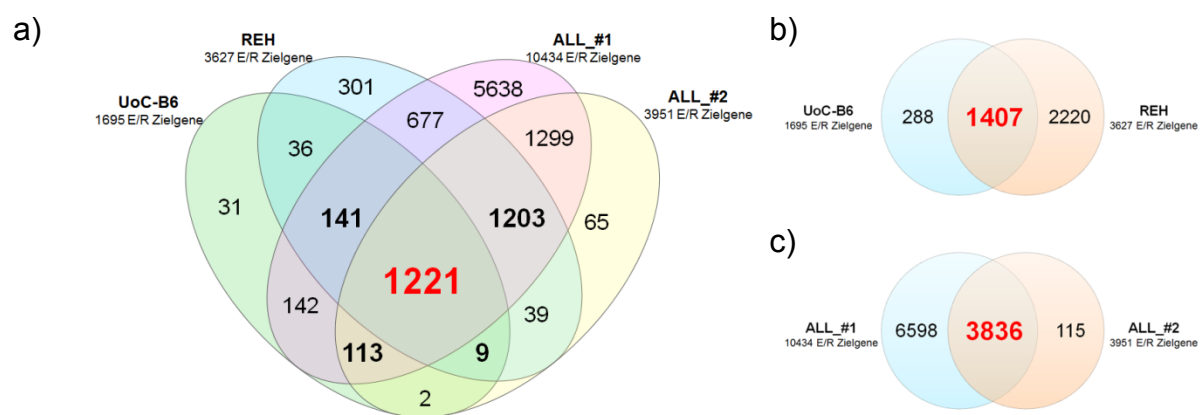 a)
REH
3627 E/R Zielgene
ALL_#1
10434 E/R Zielgene
UoC-B6
1695 E/R Zielgene
ALL_#2
3951 E/R Zielgene
301
5638
677
36
1299
31
141
1203
65
1221
142
39
113
9
2
b)
UoC-B6
1695 E/R Zielgene
288
1407
2220
REH
3627 E/R Zielgene
c)
ALL_#1
10434 E/R Zielgene
6598
3836
115
ALL_#2
3951 E/R Zielgene